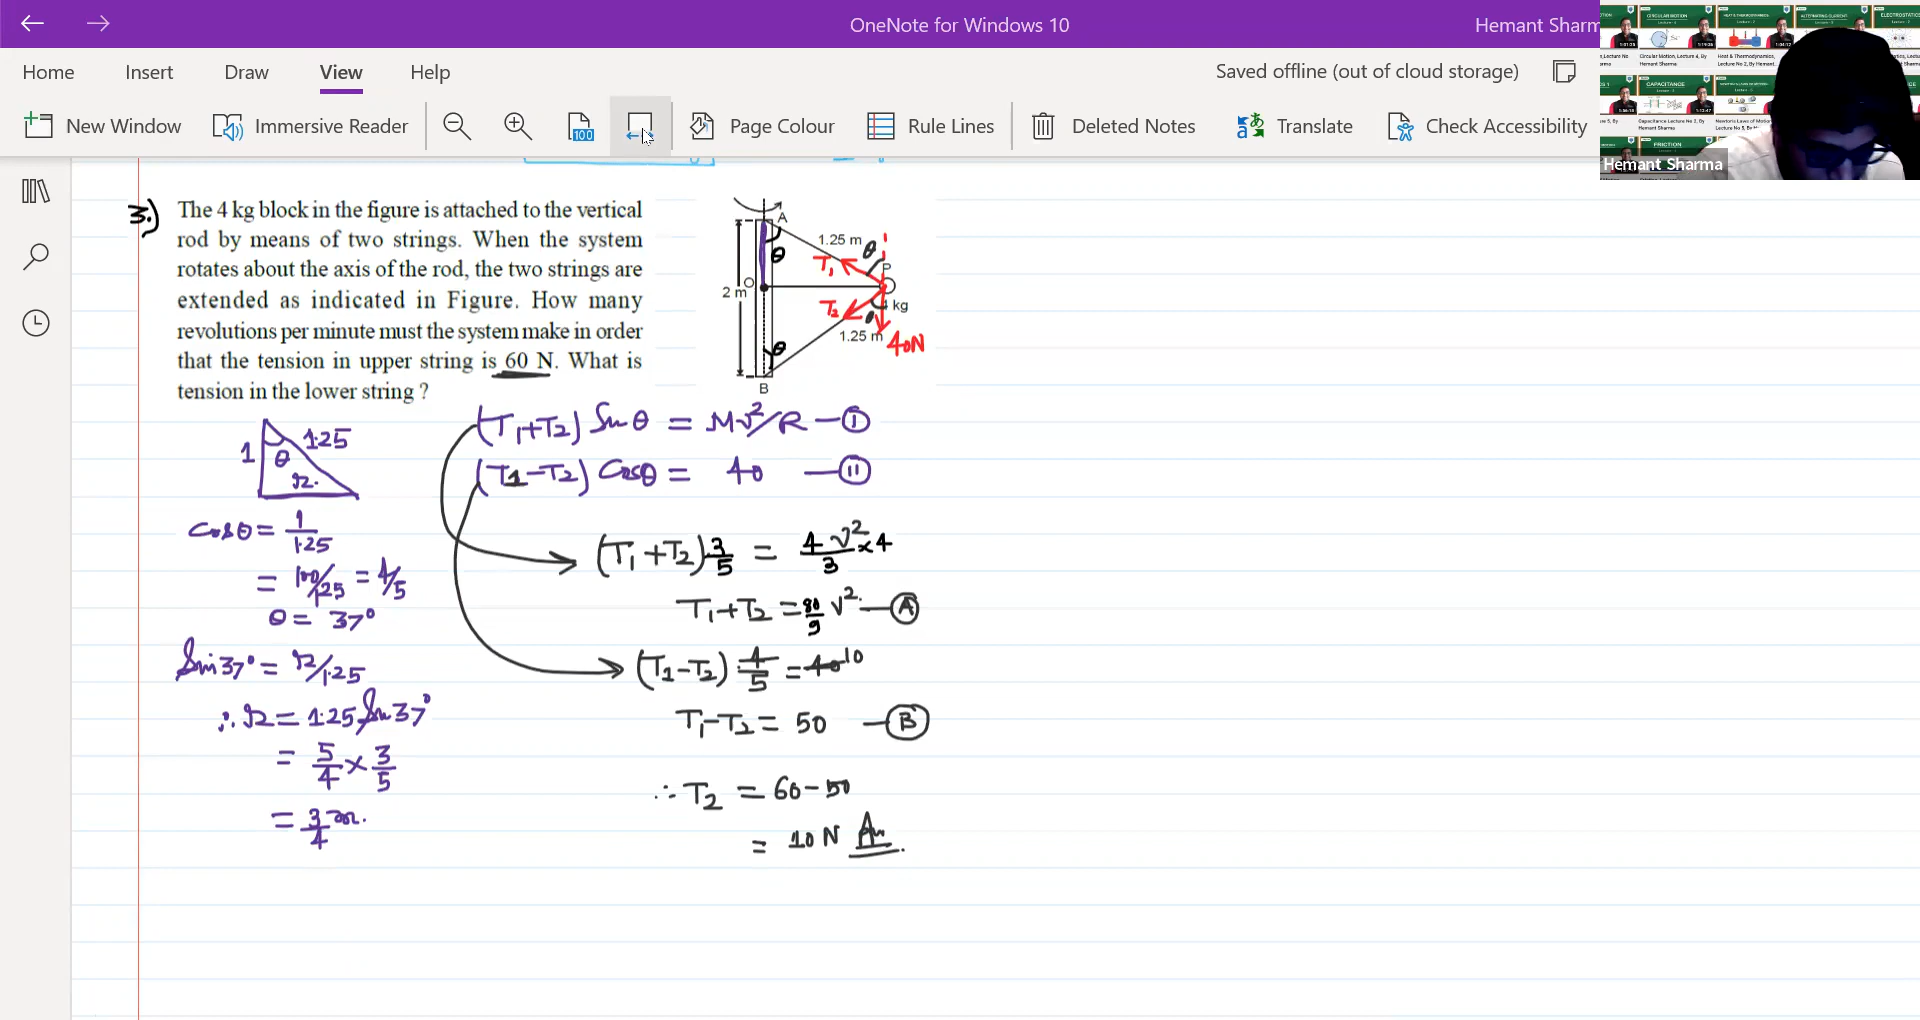 OneNote for Windows 10
Hemant Sharm
Home Insert Draw View Help
Saved offline (out of cloud storage)
New Window Immersive Reader 100 Page Colour Rule Lines Deleted Notes Translate Check Accessibility
Hemant Sharma
3.) The 4 kg block in the figure is attached to the vertical
rod by means of two strings. When the system
rotates about the axis of the rod, the two strings are
extended as indicated in Figure. How many
revolutions per minute must the system make in order
that the tension in upper string is 60 N. What is
tension in the lower string ?
A
θ
1.25 m
θ
T₁
P
O
2 m
T₂
kg
θ
1.25 m
40N
θ
B
1 θ 1.25
r
cosθ = 1/1.25
= 100/125 = 4/5
θ = 37°
Sin37° = r/1.25
∴ r = 1.25 Sin37°
= 5/4 × 3/5
= 3/4 m.
(T₁+T₂) Sinθ = MV²/R — I
(T1-T₂) Cosθ = 40 — II
(T₁+T₂) 3/5 = 4V²/3 × 4
T₁+T₂ = 80/9 V² — A
(T1-T₂) 4/5 = 40 10
T₁-T₂ = 50 — B
∴ T₂ = 60-50
= 10 N An.